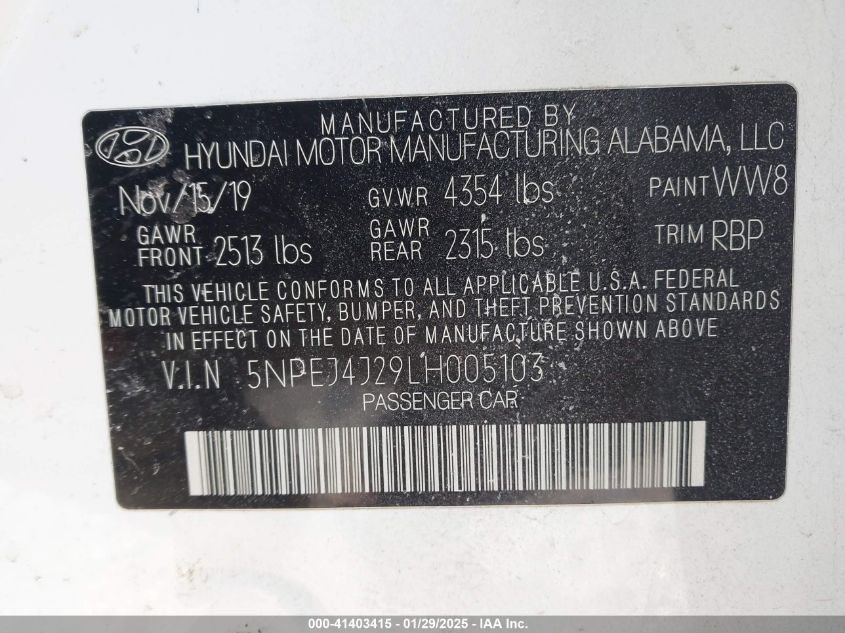 MANUFACTURED BY
HYUNDAI MOTOR MANUFACTURING ALABAMA, LLC
Nov/15/19 GVWR 4354 lbs PAINT WW8
GAWR FRONT 2513 lbs GAWR REAR 2315 lbs TRIM RBP
THIS VEHICLE CONFORMS TO ALL APPLICABLE U.S.A. FEDERAL
MOTOR VEHICLE SAFETY, BUMPER, AND THEFT PREVENTION STANDARDS
IN EFFECT ON THE DATE OF MANUFACTURE SHOWN ABOVE
V.I.N 5NPEJ4J29LH005103
PASSENGER CAR
000-41403415 - 01/29/2025 - IAA, Inc.